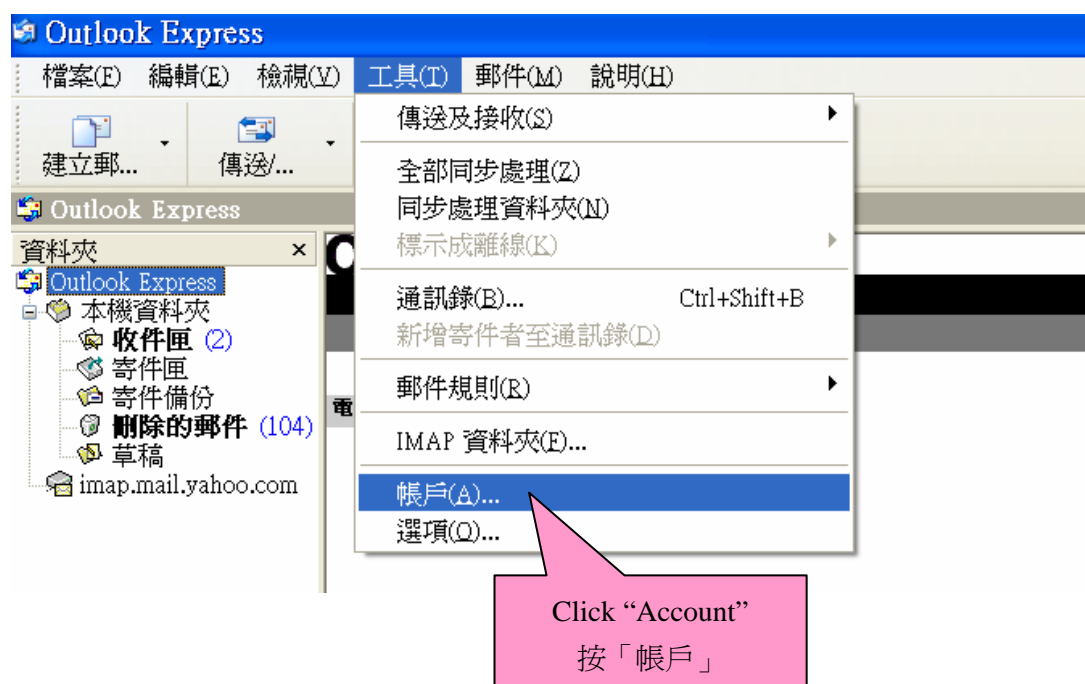 Outlook Express
檔案(F) 編輯(E) 檢視(V) 工具(T) 郵件(M) 說明(H)
建立郵... 傳送/...
Outlook Express
資料夾 ×
Outlook Express
本機資料夾
收件匣 (2)
寄件匣
寄件備份
刪除的郵件 (104)
草稿
imap.mail.yahoo.com
電
傳送及接收(S)
全部同步處理(Z)
同步處理資料夾(N)
標示成離線(K)
通訊錄(B)... Ctrl+Shift+B
新增寄件者至通訊錄(D)
郵件規則(R)
IMAP 資料夾(F)...
帳戶(A)...
選項(O)...
Click “Account”
按「帳戶」